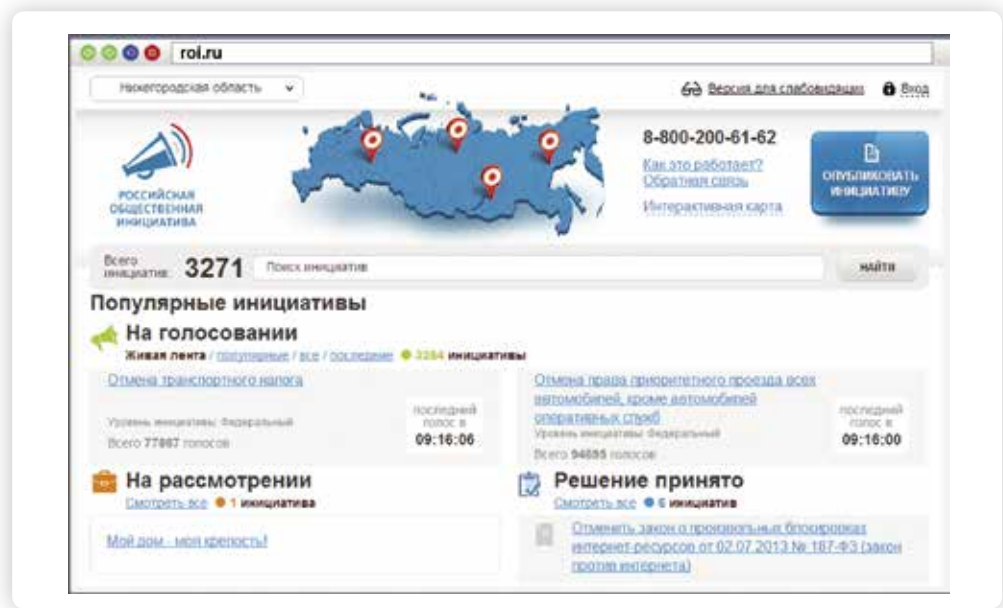 roi.ru
Нижегородская область
Версия для слабовидящих
Вход
РОССИЙСКАЯ
ОБЩЕСТВЕННАЯ
ИНИЦИАТИВА
8-800-200-61-62
Как это работает?
Обратная связь
Интерактивная карта
ОПУБЛИКОВАТЬ
ИНИЦИАТИВУ
Всего
инициатив: 3271
Поиск инициатив
НАЙТИ
Популярные инициативы
На голосовании
Живая лента / популярные / все / последние 3264 инициативы
Отмена транспортного налога
Уровень инициативы: Федеральный
Всего 77867 голосов
последний
голос в
09:16:06
Отмена права приоритетного проезда всех
автомобилей, кроме автомобилей
оперативных служб
Уровень инициативы: Федеральный
Всего 94695 голосов
последний
голос в
09:16:00
На рассмотрении
Смотреть все 1 инициатива
Мой дом - моя крепость!
Решение принято
Смотреть все 6 инициатив
Отменить закон о произвольных блокировках
интернет-ресурсов от 02.07.2013 № 187-ФЗ (закон
против интернета)